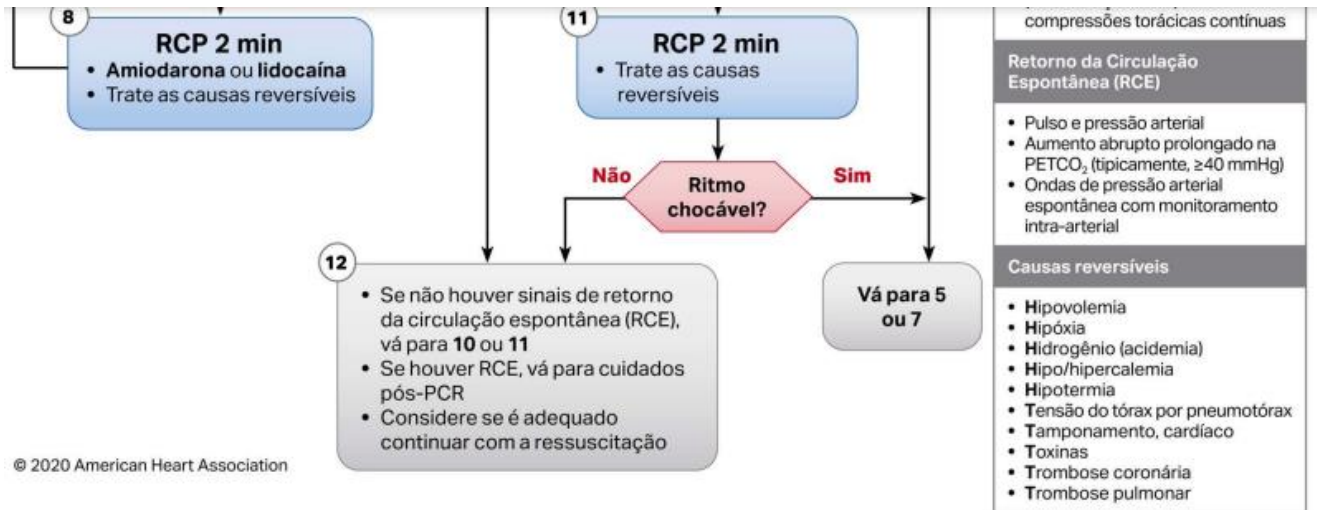 8
RCP 2 min
• Amiodarona ou lidocaína
• Trate as causas reversíveis
11
RCP 2 min
• Trate as causas
reversíveis
Não
Ritmo
chocável?
Sim
12
• Se não houver sinais de retorno
da circulação espontânea (RCE),
vá para 10 ou 11
• Se houver RCE, vá para cuidados
pós-PCR
• Considere se é adequado
continuar com a ressuscitação
Vá para 5
ou 7
© 2020 American Heart Association
compressões torácicas contínuas
Retorno da Circulação
Espontânea (RCE)
• Pulso e pressão arterial
• Aumento abrupto prolongado na
PETCO₂ (tipicamente, ≥40 mmHg)
• Ondas de pressão arterial
espontânea com monitoramento
intra-arterial
Causas reversíveis
• Hipovolemia
• Hipóxia
• Hidrogênio (acidemia)
• Hipo/hipercalemia
• Hipotermia
• Tensão do tórax por pneumotórax
• Tamponamento, cardíaco
• Toxinas
• Trombose coronária
• Trombose pulmonar